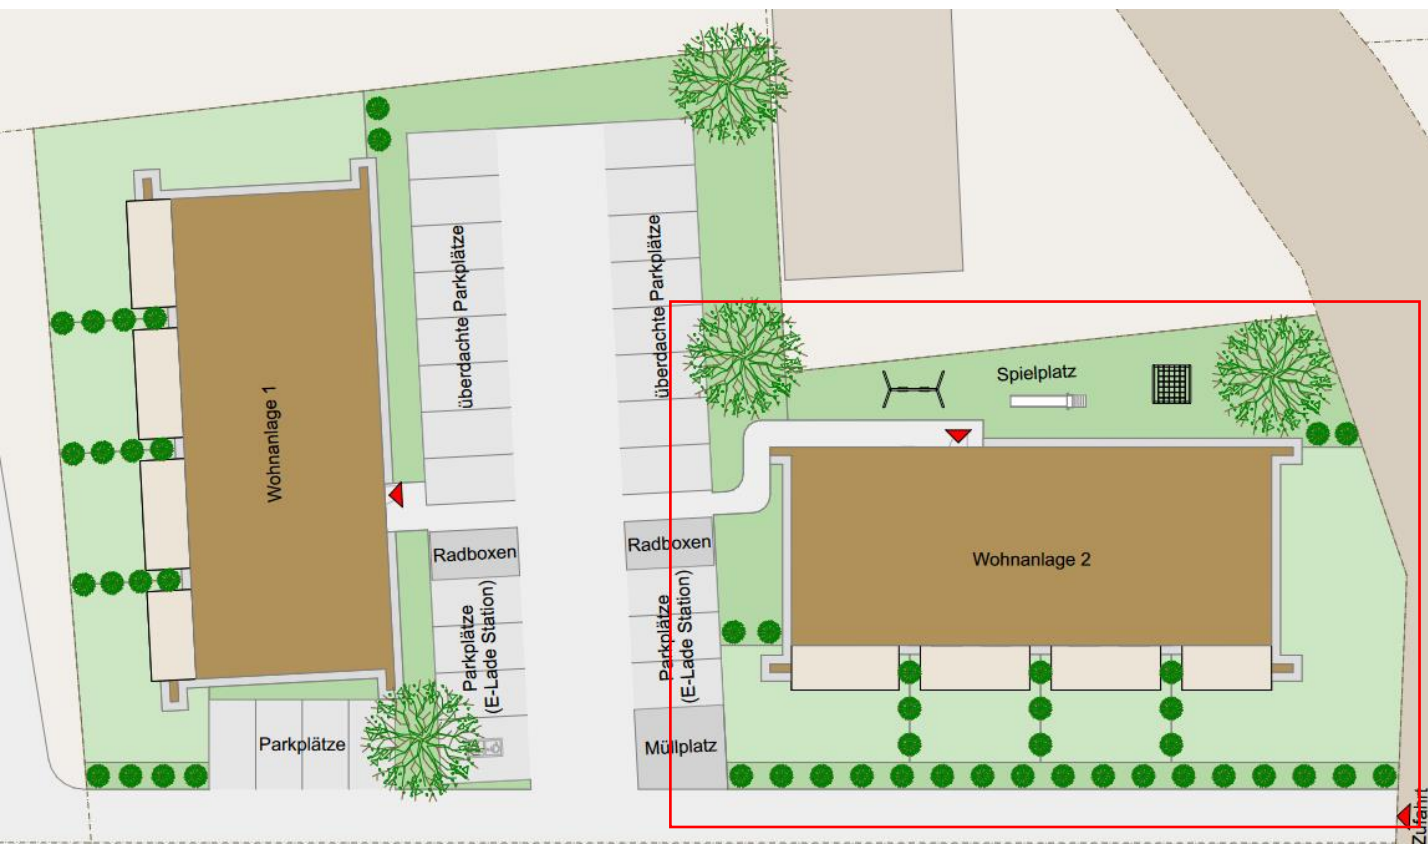 überdachte Parkplätze
überdachte Parkplätze
Wohnanlage 1
Spielplatz
Radboxen
Radboxen
Wohnanlage 2
Parkplätze
(E-Lade Station)
Parkplätze
(E-Lade Station)
Parkplätze
Müllplatz
Zufahrt